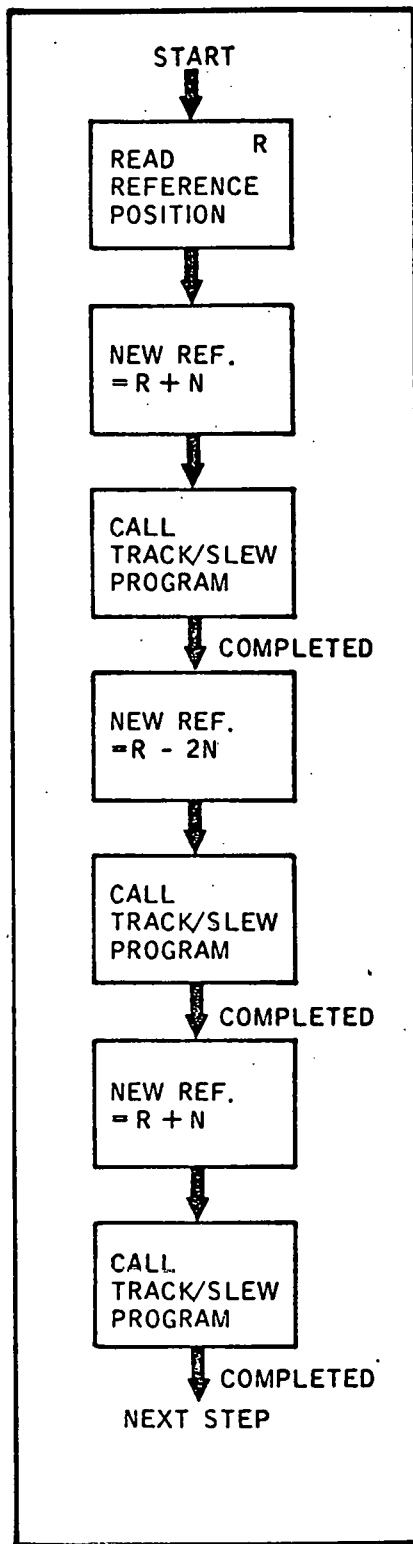 START
R
READ
REFERENCE
POSITION
NEW REF.
= R + N
CALL
TRACK/SLEW
PROGRAM
COMPLETED
NEW REF.
=R - 2N
CALL
TRACK/SLEW
PROGRAM
COMPLETED
NEW REF.
= R + N
CALL
TRACK/SLEW
PROGRAM
COMPLETED
NEXT STEP